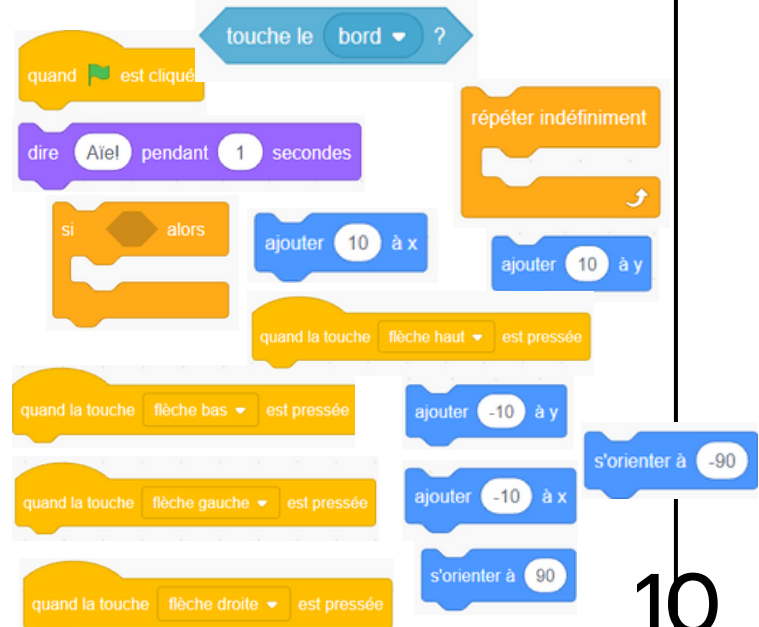 touche le bord ?
quand est cliqué
répéter indéfiniment
dire Aïe! pendant 1 secondes
si alors
ajouter 10 à x
ajouter 10 à y
quand la touche flèche haut est pressée
quand la touche flèche bas est pressée
ajouter -10 à y
s'orienter à -90
quand la touche flèche gauche est pressée
ajouter -10 à x
s'orienter à 90
quand la touche flèche droite est pressée
10